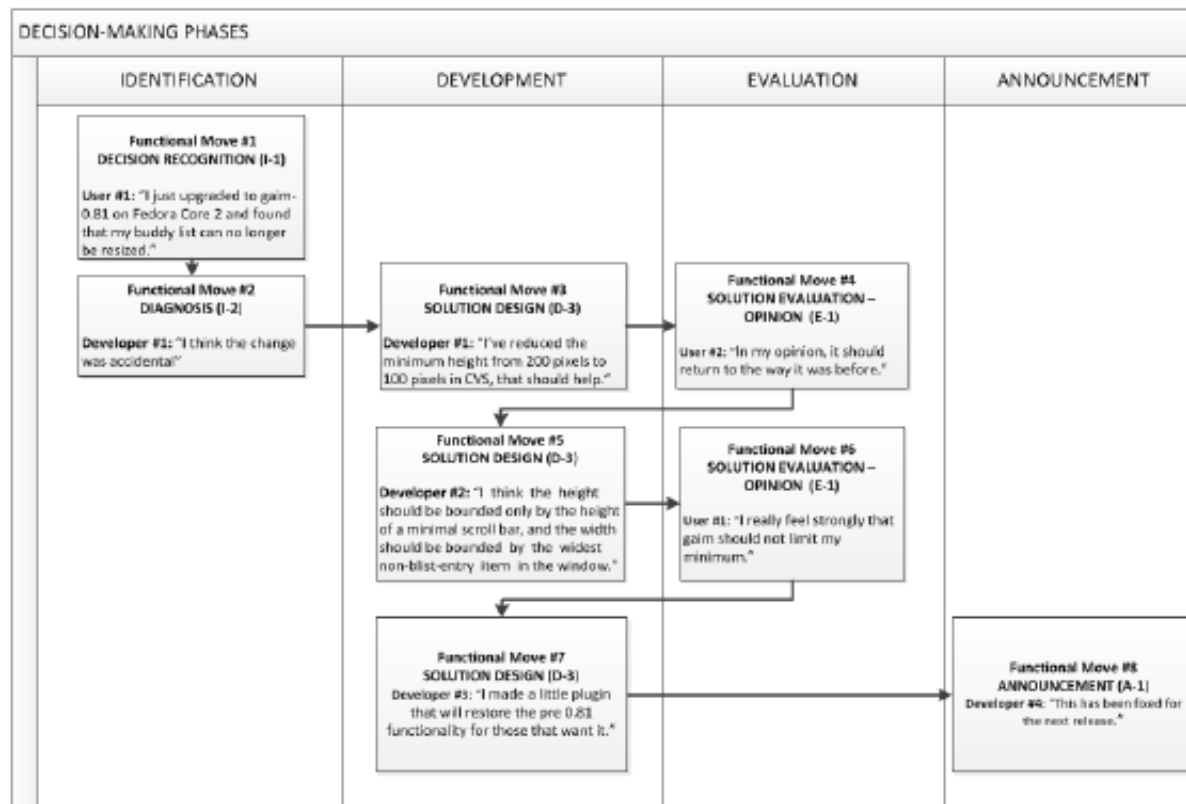 DECISION-MAKING PHASES
IDENTIFICATION
DEVELOPMENT
EVALUATION
ANNOUNCEMENT
Functional Move #1
DECISION RECOGNITION (I-1)
User #1: "I just upgraded to gaim-
0.81 on Fedora Core 2 and found
that my buddy list can no longer
be resized."
Functional Move #2
DIAGNOSIS (I-2)
Developer #1: "I think the change
was accidental"
Functional Move #3
SOLUTION DESIGN (D-3)
Developer #1: "I've reduced the
minimum height from 200 pixels to
100 pixels in CVS, that should help."
Functional Move #4
SOLUTION EVALUATION –
OPINION (E-1)
User #2: "In my opinion, it should
return to the way it was before."
Functional Move #5
SOLUTION DESIGN (D-3)
Developer #2: "I think the height
should be bounded only by the height
of a minimal scroll bar, and the width
should be bounded by the widest
non-blist-entry item in the window."
Functional Move #6
SOLUTION EVALUATION –
OPINION (E-1)
User #1: "I really feel strongly that
gaim should not limit my
minimum."
Functional Move #7
SOLUTION DESIGN (D-3)
Developer #3: "I made a little plugin
that will restore the pre 0.81
functionality for those that want it."
Functional Move #8
ANNOUNCEMENT (A-1)
Developer #4: "This has been fixed for
the next release."